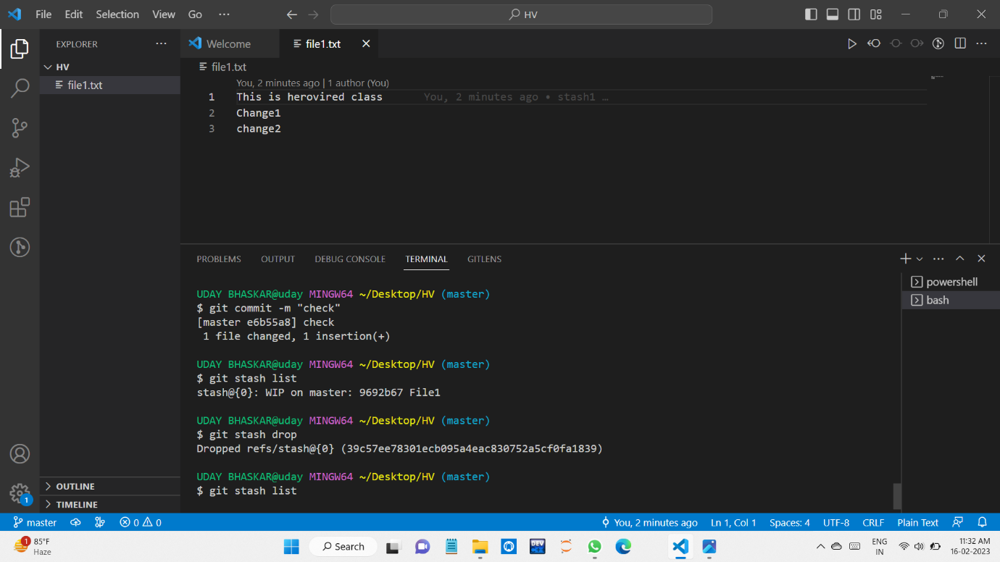 File Edit Selection View Go ··· HV
EXPLORER ···
HV
file1.txt
OUTLINE
TIMELINE
Welcome file1.txt
file1.txt
You, 2 minutes ago | 1 author (You)
1 This is herovired class You, 2 minutes ago • stash1 …
2 Change1
3 change2
PROBLEMS OUTPUT DEBUG CONSOLE TERMINAL GITLENS
powershell
bash
UDAY BHASKAR@uday MINGW64 ~/Desktop/HV (master)
$ git commit -m "check"
[master e6b55a8] check
1 file changed, 1 insertion(+)
UDAY BHASKAR@uday MINGW64 ~/Desktop/HV (master)
$ git stash list
stash@{0}: WIP on master: 9692b67 File1
UDAY BHASKAR@uday MINGW64 ~/Desktop/HV (master)
$ git stash drop
Dropped refs/stash@{0} (39c57ee78301ecb095a4eac830752a5cf0fa1839)
UDAY BHASKAR@uday MINGW64 ~/Desktop/HV (master)
$ git stash list
1
master 0 0 You, 2 minutes ago Ln 1, Col 1 Spaces: 4 UTF-8 CRLF Plain Text
1 85°F
Haze
Search
DEV
ENG
IN
11:32 AM
16-02-2023